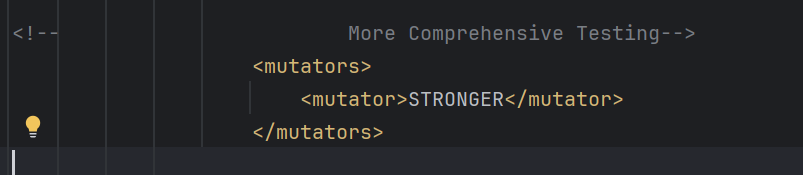 <!--                    More Comprehensive Testing-->
<mutators>
<mutator>STRONGER</mutator>
</mutators>